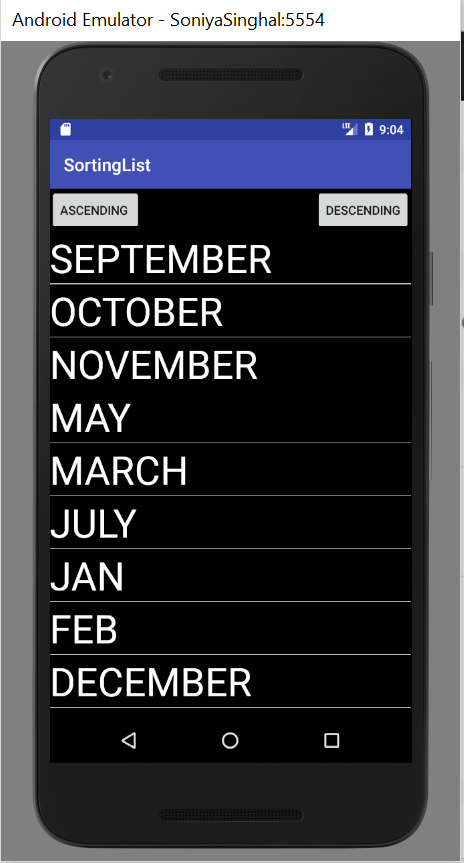 Android Emulator - SoniyaSinghal:5554
LTE 9:04
SortingList
ASCENDING DESCENDING
SEPTEMBER
OCTOBER
NOVEMBER
MAY
MARCH
JULY
JAN
FEB
DECEMBER